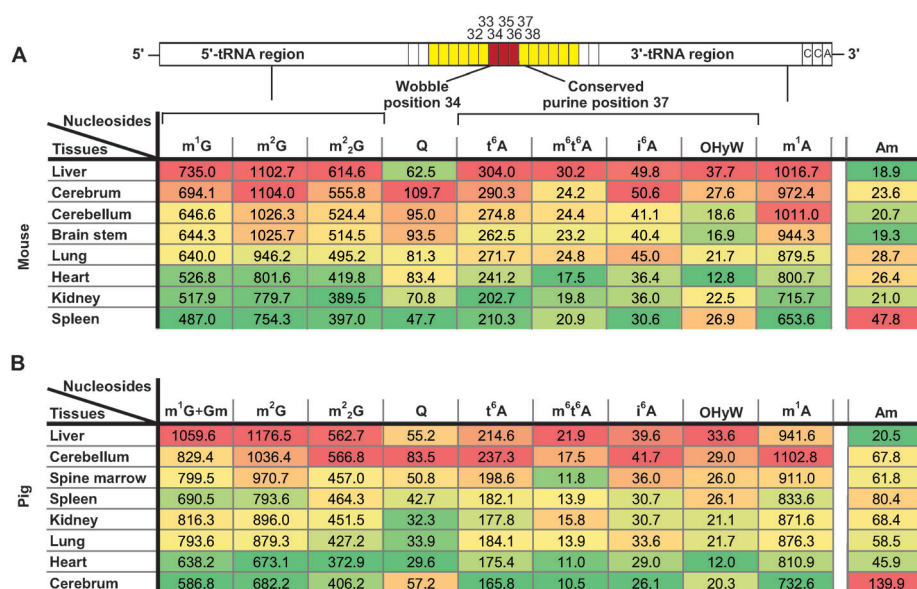 33 35 37
32 34 36 38
A
5'
5'-tRNA region
3'-tRNA region
C C A
3'
Wobble position 34
Conserved purine position 37
Mouse
Nucleosides
Tissues m¹G m²G m²₂G Q t⁶A m⁶t⁶A i⁶A OHyW m¹A Am
Liver 735.0 1102.7 614.6 62.5 304.0 30.2 49.8 37.7 1016.7 18.9
Cerebrum 694.1 1104.0 555.8 109.7 290.3 24.2 50.6 27.6 972.4 23.6
Cerebellum 646.6 1026.3 524.4 95.0 274.8 24.4 41.1 18.6 1011.0 20.7
Brain stem 644.3 1025.7 514.5 93.5 262.5 23.2 40.4 16.9 944.3 19.3
Lung 640.0 946.2 495.2 81.3 271.7 24.8 45.0 21.7 879.5 28.7
Heart 526.8 801.6 419.8 83.4 241.2 17.5 36.4 12.8 800.7 26.4
Kidney 517.9 779.7 389.5 70.8 202.7 19.8 36.0 22.5 715.7 21.0
Spleen 487.0 754.3 397.0 47.7 210.3 20.9 30.6 26.9 653.6 47.8
B
Pig
Nucleosides
Tissues m¹G+Gm m²G m²₂G Q t⁶A m⁶t⁶A i⁶A OHyW m¹A Am
Liver 1059.6 1176.5 562.7 55.2 214.6 21.9 39.6 33.6 941.6 20.5
Cerebellum 829.4 1036.4 566.8 83.5 237.3 17.5 41.7 29.0 1102.8 67.8
Spine marrow 799.5 970.7 457.0 50.8 198.6 11.8 36.0 26.0 911.0 61.8
Spleen 690.5 793.6 464.3 42.7 182.1 13.9 30.7 26.1 833.6 80.4
Kidney 816.3 896.0 451.5 32.3 177.8 15.8 30.7 21.1 871.6 68.4
Lung 793.6 879.3 427.2 33.9 184.1 13.9 33.6 21.7 876.3 58.5
Heart 638.2 673.1 372.9 29.6 175.4 11.0 29.0 12.0 810.9 45.9
Cerebrum 586.8 682.2 406.2 57.2 165.8 10.5 26.1 20.3 732.6 139.9